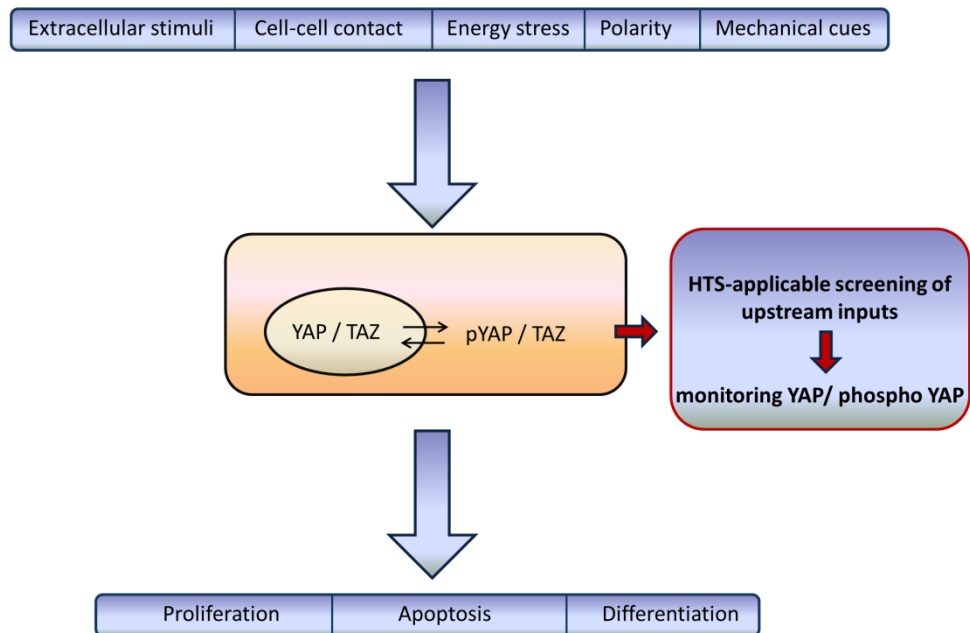 Extracellular stimuli
Cell-cell contact
Energy stress
Polarity
Mechanical cues
YAP / TAZ
pYAP / TAZ
HTS-applicable screening of
upstream inputs
monitoring YAP/ phospho YAP
Proliferation
Apoptosis
Differentiation